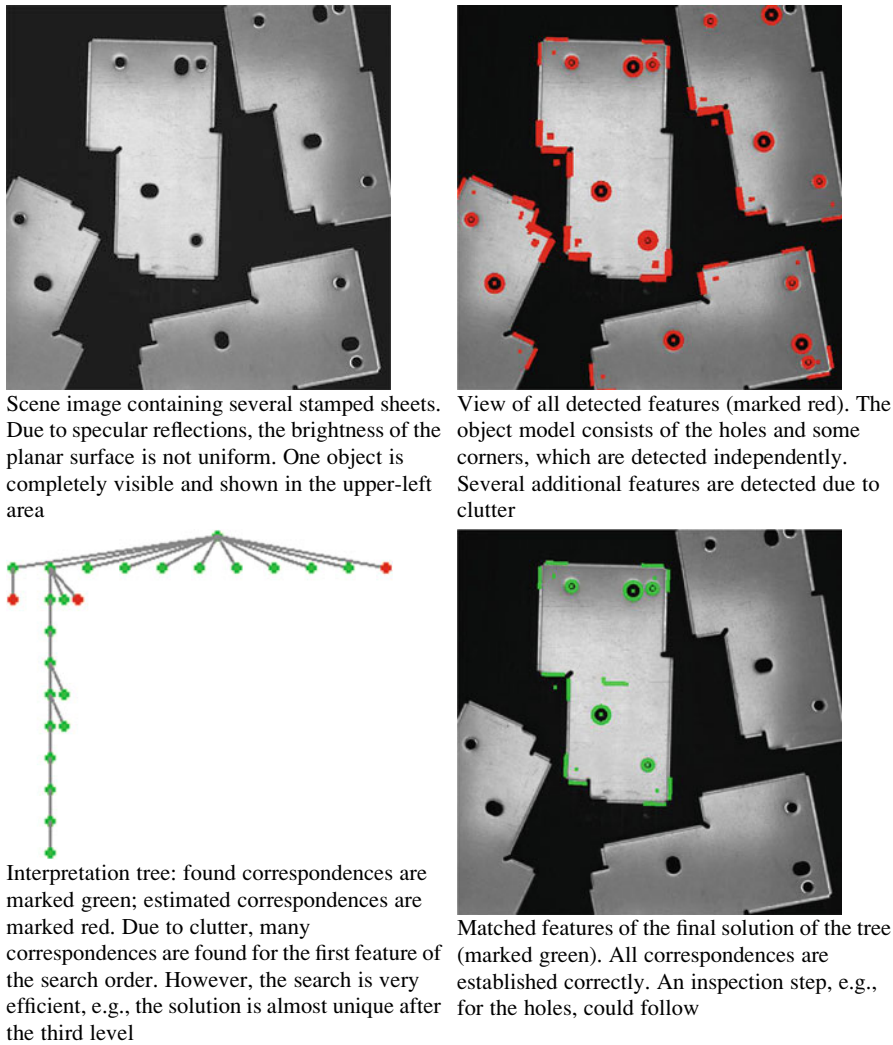 Scene image containing several stamped sheets.
Due to specular reflections, the brightness of the
planar surface is not uniform. One object is
completely visible and shown in the upper-left
area
View of all detected features (marked red). The
object model consists of the holes and some
corners, which are detected independently.
Several additional features are detected due to
clutter
Interpretation tree: found correspondences are
marked green; estimated correspondences are
marked red. Due to clutter, many
correspondences are found for the first feature of
the search order. However, the search is very
efficient, e.g., the solution is almost unique after
the third level
Matched features of the final solution of the tree
(marked green). All correspondences are
established correctly. An inspection step, e.g.,
for the holes, could follow